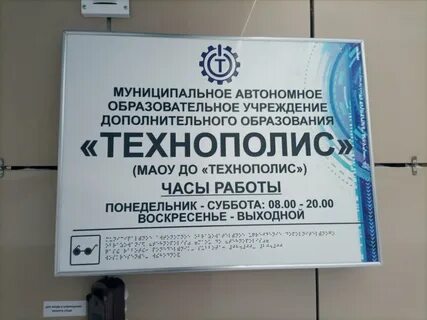 Т
МУНИЦИПАЛЬНОЕ АВТОНОМНОЕ
ОБРАЗОВАТЕЛЬНОЕ УЧРЕЖДЕНИЕ
ДОПОЛНИТЕЛЬНОГО ОБРАЗОВАНИЯ
«ТЕХНОПОЛИС»
(МАОУ ДО «ТЕХНОПОЛИС»)
ЧАСЫ РАБОТЫ
ПОНЕДЕЛЬНИК - СУББОТА: 08.00 - 20.00
ВОСКРЕСЕНЬЕ - ВЫХОДНОЙ